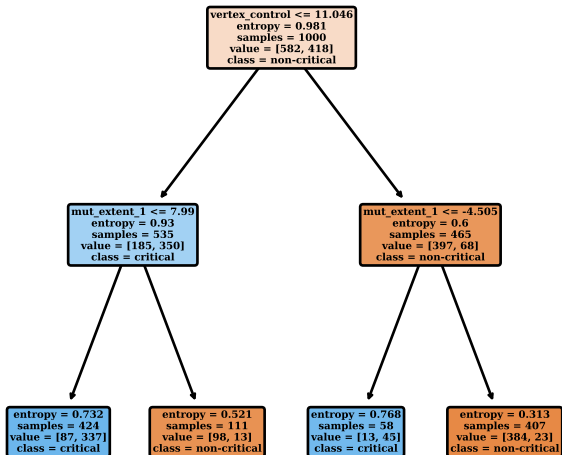 vertex_control <= 11.046
entropy = 0.981
samples = 1000
value = [582, 418]
class = non-critical
mut_extent_1 <= 7.99
entropy = 0.93
samples = 535
value = [185, 350]
class = critical
mut_extent_1 <= -4.505
entropy = 0.6
samples = 465
value = [397, 68]
class = non-critical
entropy = 0.732
samples = 424
value = [87, 337]
class = critical
entropy = 0.521
samples = 111
value = [98, 13]
class = non-critical
entropy = 0.768
samples = 58
value = [13, 45]
class = critical
entropy = 0.313
samples = 407
value = [384, 23]
class = non-critical